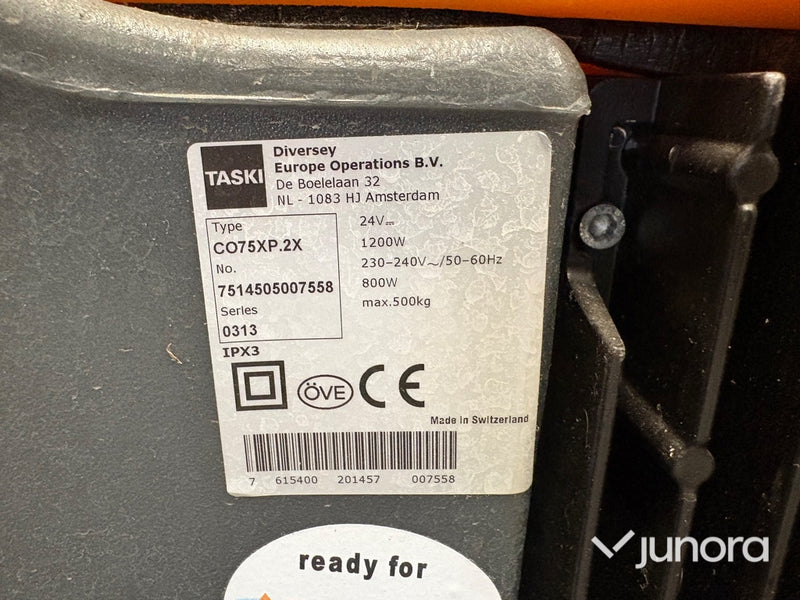 TASKI
Diversey
Europe Operations B.V.
De Boelelaan 32
NL - 1083 HJ Amsterdam
Type
CO75XP.2X
No.
7514505007558
Series
0313
24V⎓
1200W
230-240V~/50-60Hz
800W
max.500kg
IPX3
ÖVE CE
Made in Switzerland
7 615400 201457 007558
ready for
junora